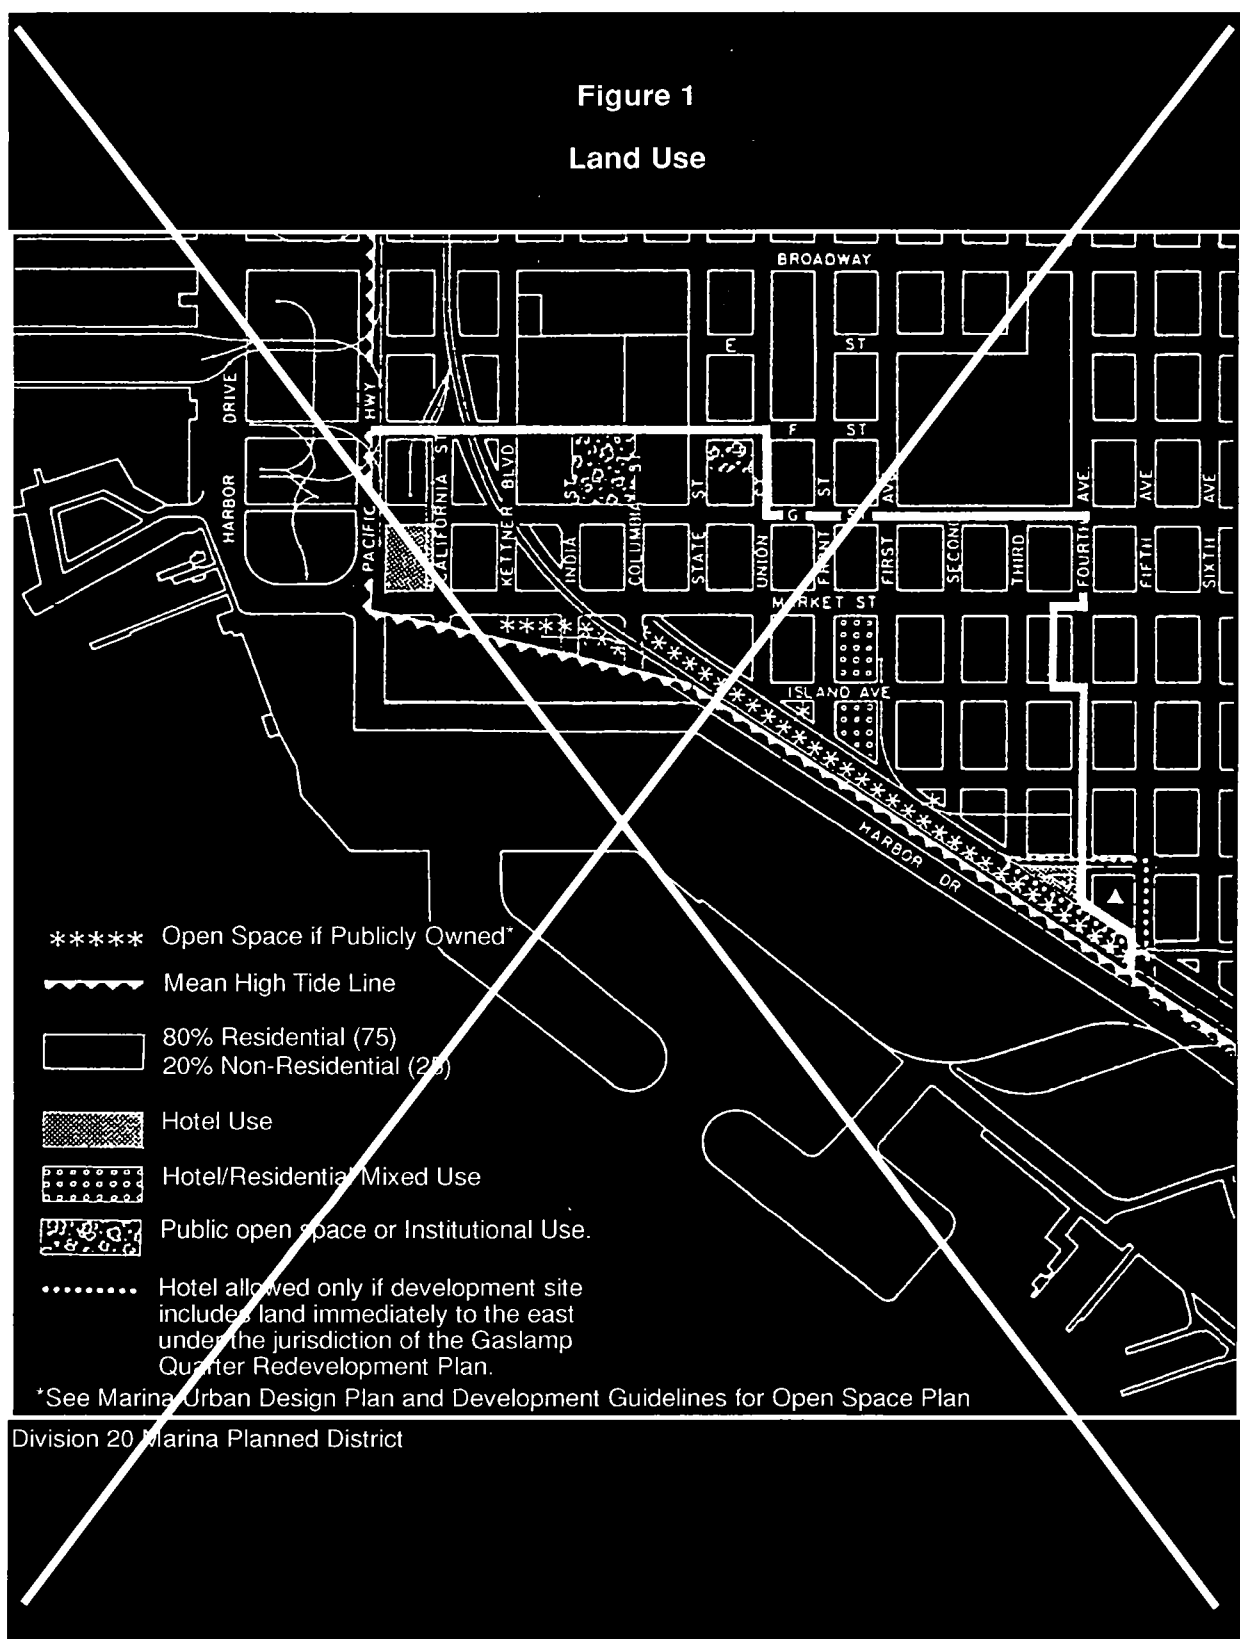 Figure 1
Land Use
BROADWAY
E ST
DRIVE
HWY
F ST
HARBOR
PACIFIC
CALIFORNIA ST
KETTNER BLVD
INDIA ST
COLUMBIA ST
STATE ST
UNION ST
FRONT ST
FIRST AVE
SECOND
THIRD
FOURTH AVE.
FIFTH AVE
SIXTH AVE
G ST
MARKET ST
ISLAND AVE
HARBOR DR
***** Open Space if Publicly Owned*
Mean High Tide Line
80% Residential (75)
20% Non-Residential (25)
Hotel Use
Hotel/Residential Mixed Use
Public open space or Institutional Use.
Hotel allowed only if development site
includes land immediately to the east
under the jurisdiction of the Gaslamp
Quarter Redevelopment Plan.
*See Marina Urban Design Plan and Development Guidelines for Open Space Plan
Division 20 Marina Planned District